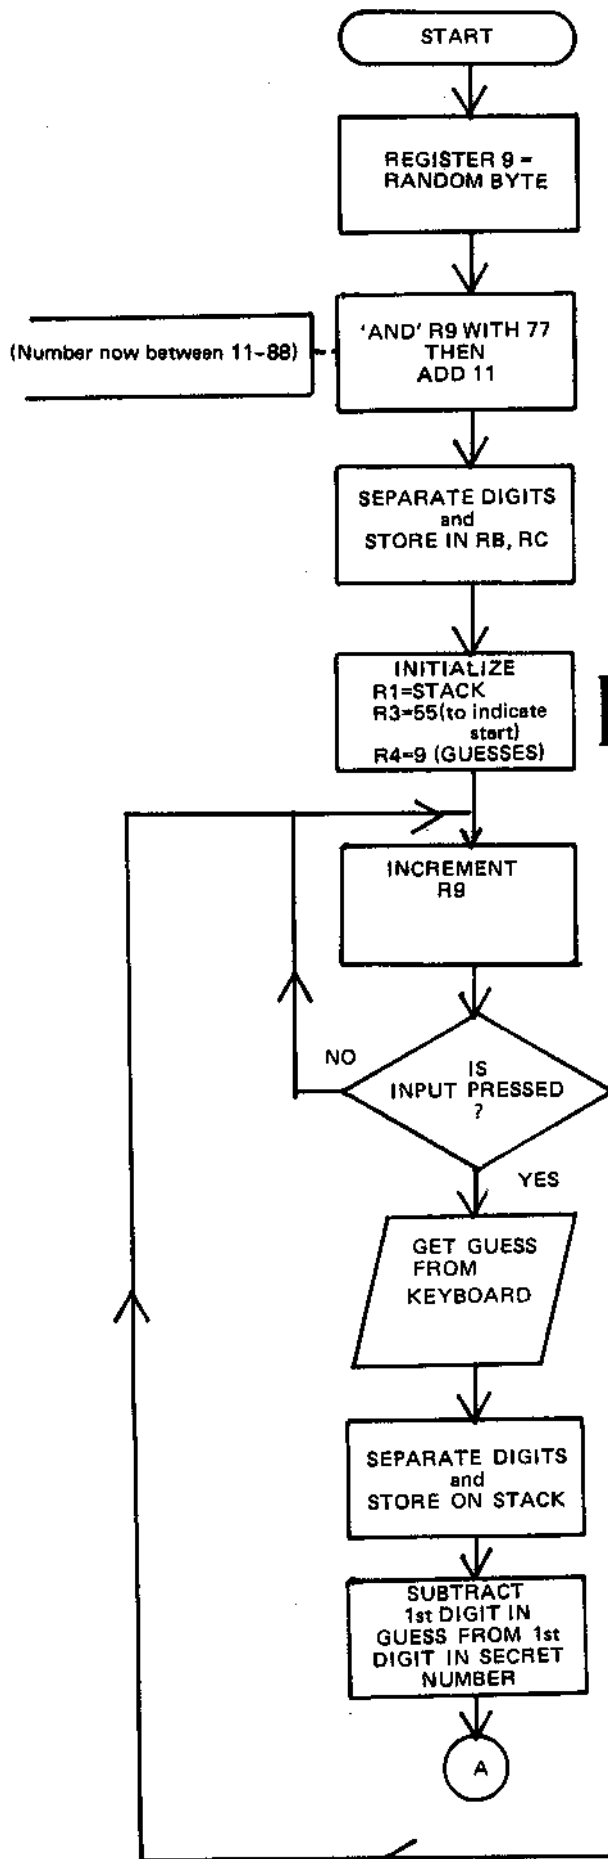 START
REGISTER 9 =
RANDOM BYTE
'AND' R9 WITH 77
THEN
ADD 11
(Number now between 11-88)
SEPARATE DIGITS
and
STORE IN RB, RC
INITIALIZE
R1=STACK
R3=55(to indicate
start)
R4=9 (GUESSES)
INCREMENT
R9
IS
INPUT PRESSED
?
NO
YES
GET GUESS
FROM
KEYBOARD
SEPARATE DIGITS
and
STORE ON STACK
SUBTRACT
1st DIGIT IN
GUESS FROM 1st
DIGIT IN SECRET
NUMBER
A